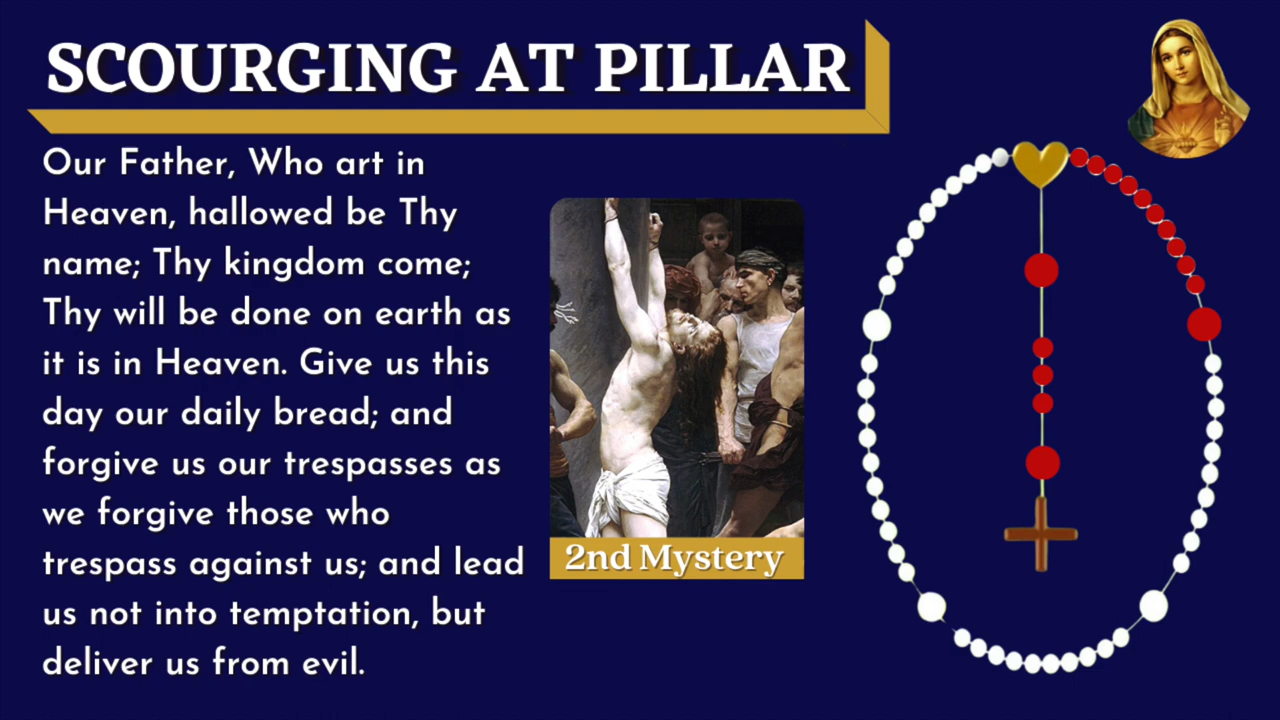 SCOURGING AT PILLAR
Our Father, Who art in
Heaven, hallowed be Thy
name; Thy kingdom come;
Thy will be done on earth as
it is in Heaven. Give us this
day our daily bread; and
forgive us our trespasses as
we forgive those who
trespass against us; and lead
us not into temptation, but
deliver us from evil.
2nd Mystery